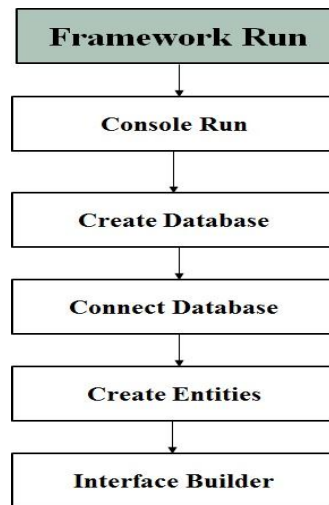 Framework Run
Console Run
Create Database
Connect Database
Create Entities
Interface Builder